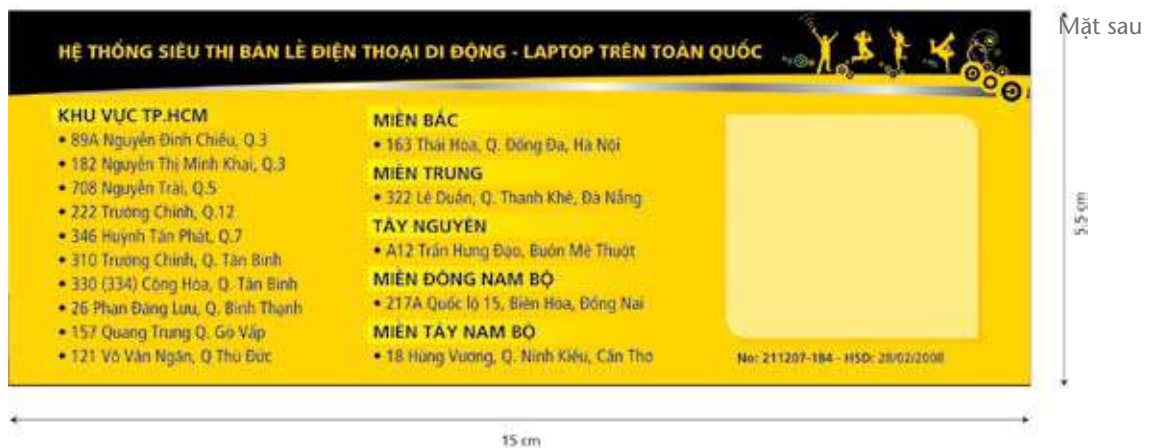 Mặt sau
HỆ THỐNG SIÊU THỊ BÁN LẺ ĐIỆN THOẠI DI ĐỘNG - LAPTOP TRÊN TOÀN QUỐC
KHU VỰC TP.HCM
• 89A Nguyễn Đình Chiểu, Q.3
• 182 Nguyễn Thị Minh Khai, Q.3
• 708 Nguyễn Trãi, Q.5
• 222 Trường Chinh, Q.12
• 346 Huỳnh Tấn Phát, Q.7
• 310 Trường Chinh, Q. Tân Bình
• 330 (334) Cộng Hòa, Q. Tân Bình
• 26 Phan Đăng Lưu, Q. Bình Thạnh
• 157 Quang Trung Q. Gò Vấp
• 121 Võ Văn Ngân, Q Thủ Đức
MIỀN BẮC
• 163 Thái Hòa, Q. Đống Đa, Hà Nội
MIỀN TRUNG
• 322 Lê Duẩn, Q. Thanh Khê, Đà Nẵng
TÂY NGUYÊN
• A12 Trần Hưng Đạo, Buôn Mê Thuột
MIỀN ĐÔNG NAM BỘ
• 217A Quốc lộ 15, Biên Hòa, Đồng Nai
MIỀN TÂY NAM BỘ
• 18 Hùng Vương, Q. Ninh Kiều, Cần Thơ
No: 211207-184 - HSD: 28/02/2008
5.5 cm
15 cm